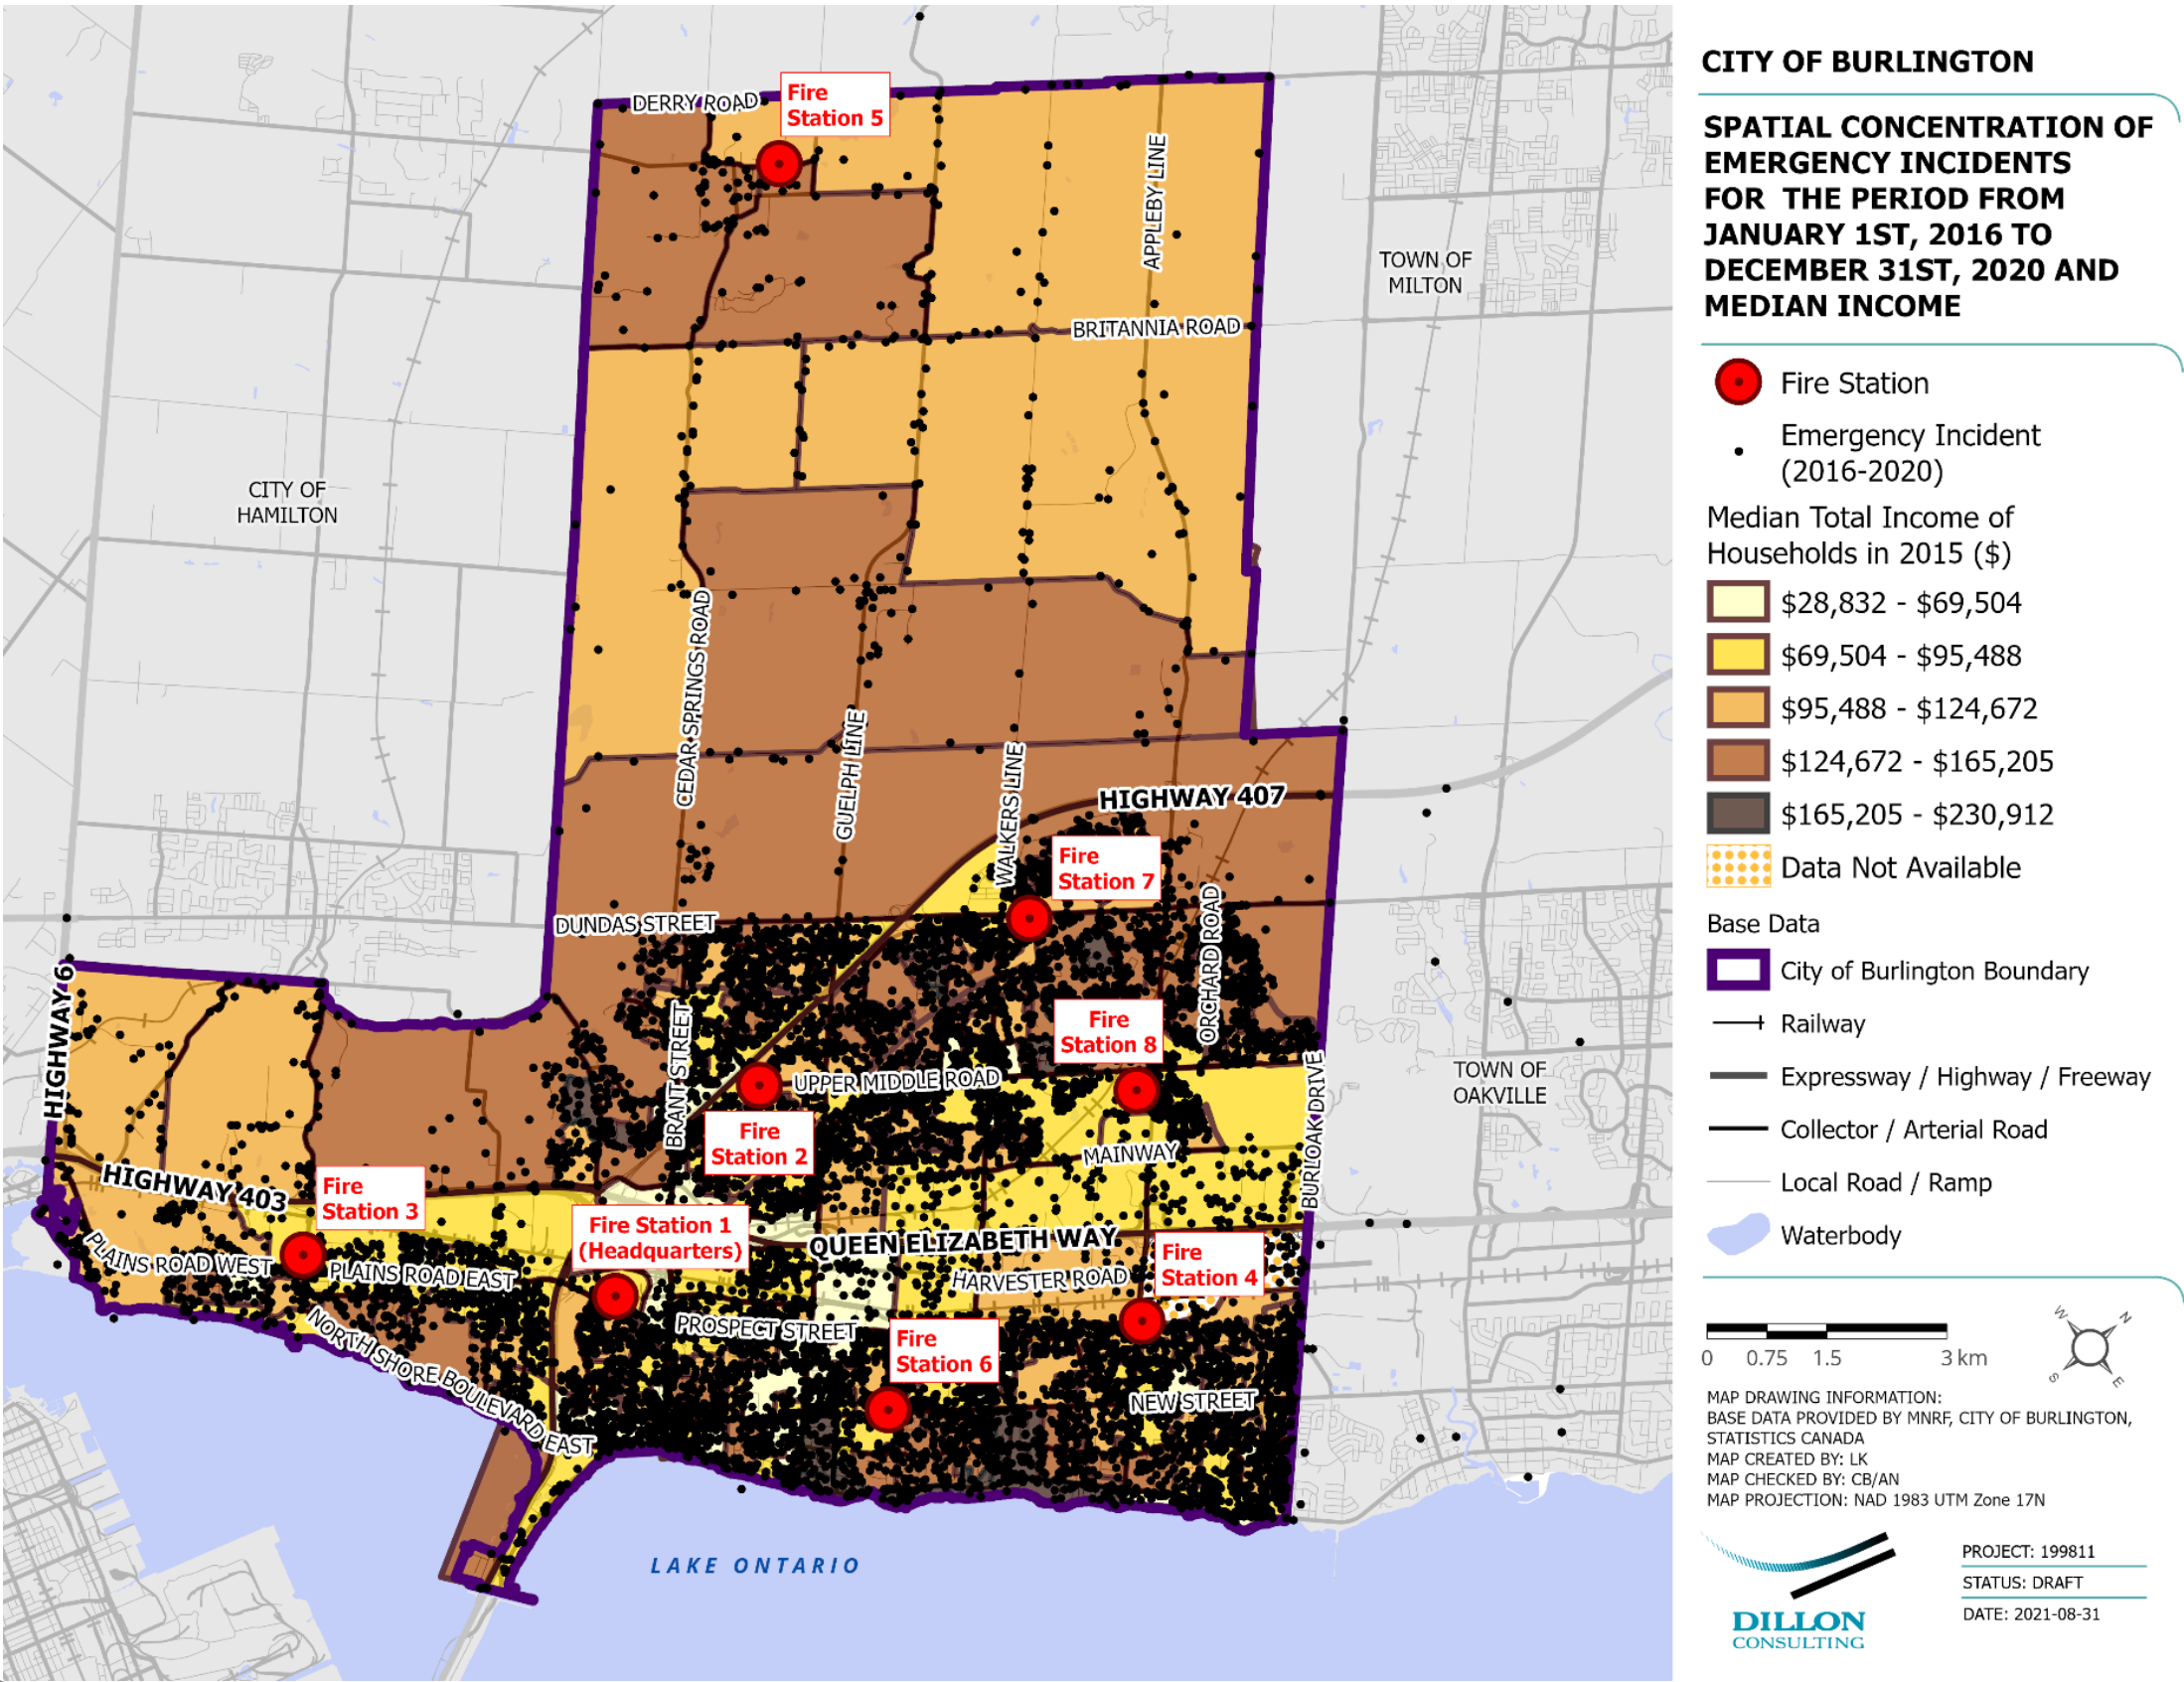 DERRY ROAD
Fire
Station 5
APPLEBY LINE
TOWN OF
MILTON
BRITANNIA ROAD
CITY OF
HAMILTON
CEDAR SPRINGS ROAD
GUELPH LINE
WALKERS LINE
HIGHWAY 407
Fire
Station 7
DUNDAS STREET
ORCHARD ROAD
HIGHWAY 6
BRANT STREET
Fire
Station 8
UPPER MIDDLE ROAD
TOWN OF
OAKVILLE
BURLOAK DRIVE
Fire
Station 2
MAINWAY
HIGHWAY 403
Fire
Station 3
Fire Station 1
(Headquarters)
QUEEN ELIZABETH WAY
PLAINS ROAD WEST
PLAINS ROAD EAST
HARVESTER ROAD
Fire
Station 4
NORTH SHORE BOULEVARD EAST
PROSPECT STREET
Fire
Station 6
NEW STREET
LAKE ONTARIO
CITY OF BURLINGTON
SPATIAL CONCENTRATION OF
EMERGENCY INCIDENTS
FOR THE PERIOD FROM
JANUARY 1ST, 2016 TO
DECEMBER 31ST, 2020 AND
MEDIAN INCOME
Fire Station
Emergency Incident
(2016-2020)
Median Total Income of
Households in 2015 ($)
$28,832 - $69,504
$69,504 - $95,488
$95,488 - $124,672
$124,672 - $165,205
$165,205 - $230,912
Data Not Available
Base Data
City of Burlington Boundary
Railway
Expressway / Highway / Freeway
Collector / Arterial Road
Local Road / Ramp
Waterbody
0 0.75 1.5 3 km
W N
S E
MAP DRAWING INFORMATION:
BASE DATA PROVIDED BY MNRF, CITY OF BURLINGTON,
STATISTICS CANADA
MAP CREATED BY: LK
MAP CHECKED BY: CB/AN
MAP PROJECTION: NAD 1983 UTM Zone 17N
DILLON
CONSULTING
PROJECT: 199811
STATUS: DRAFT
DATE: 2021-08-31